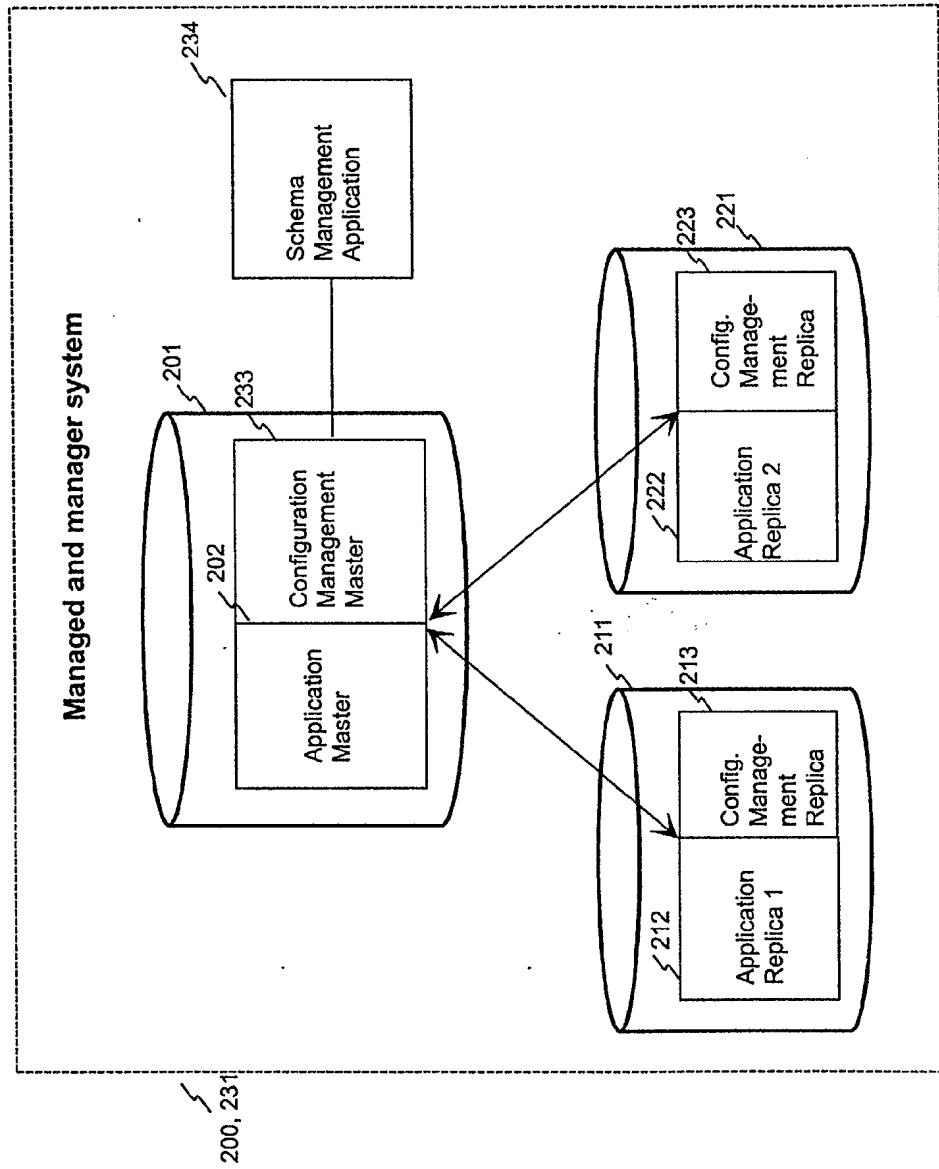 Managed and manager system
200, 231
201
202
233
234
Application
Master
Configuration
Management
Master
Schema
Management
Application
211
212
213
Application
Replica 1
Config.
Manage-
ment
Replica
221
222
223
Application
Replica 2
Config.
Manage-
ment
Replica